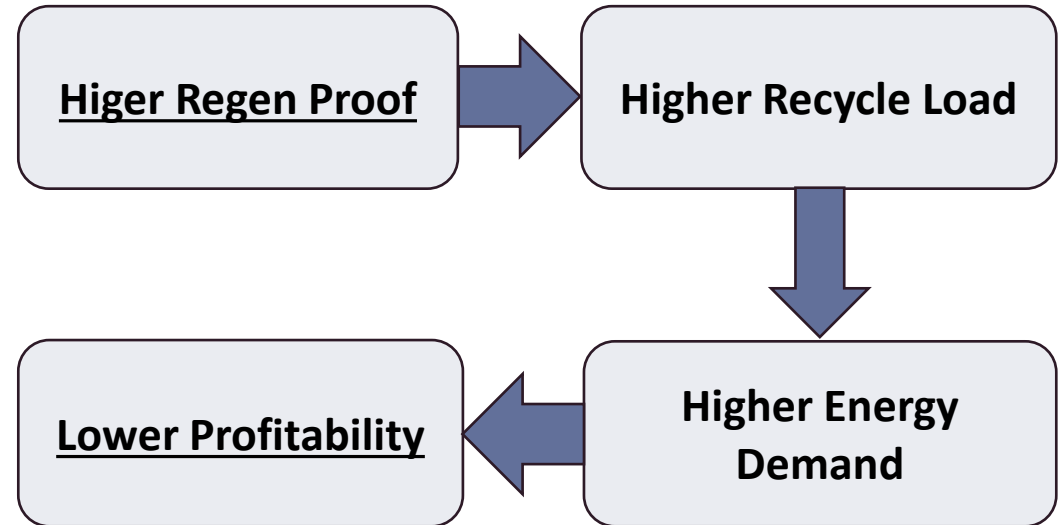 Higer Regen Proof
Higher Recycle Load
Higher Energy
Demand
Lower Profitability